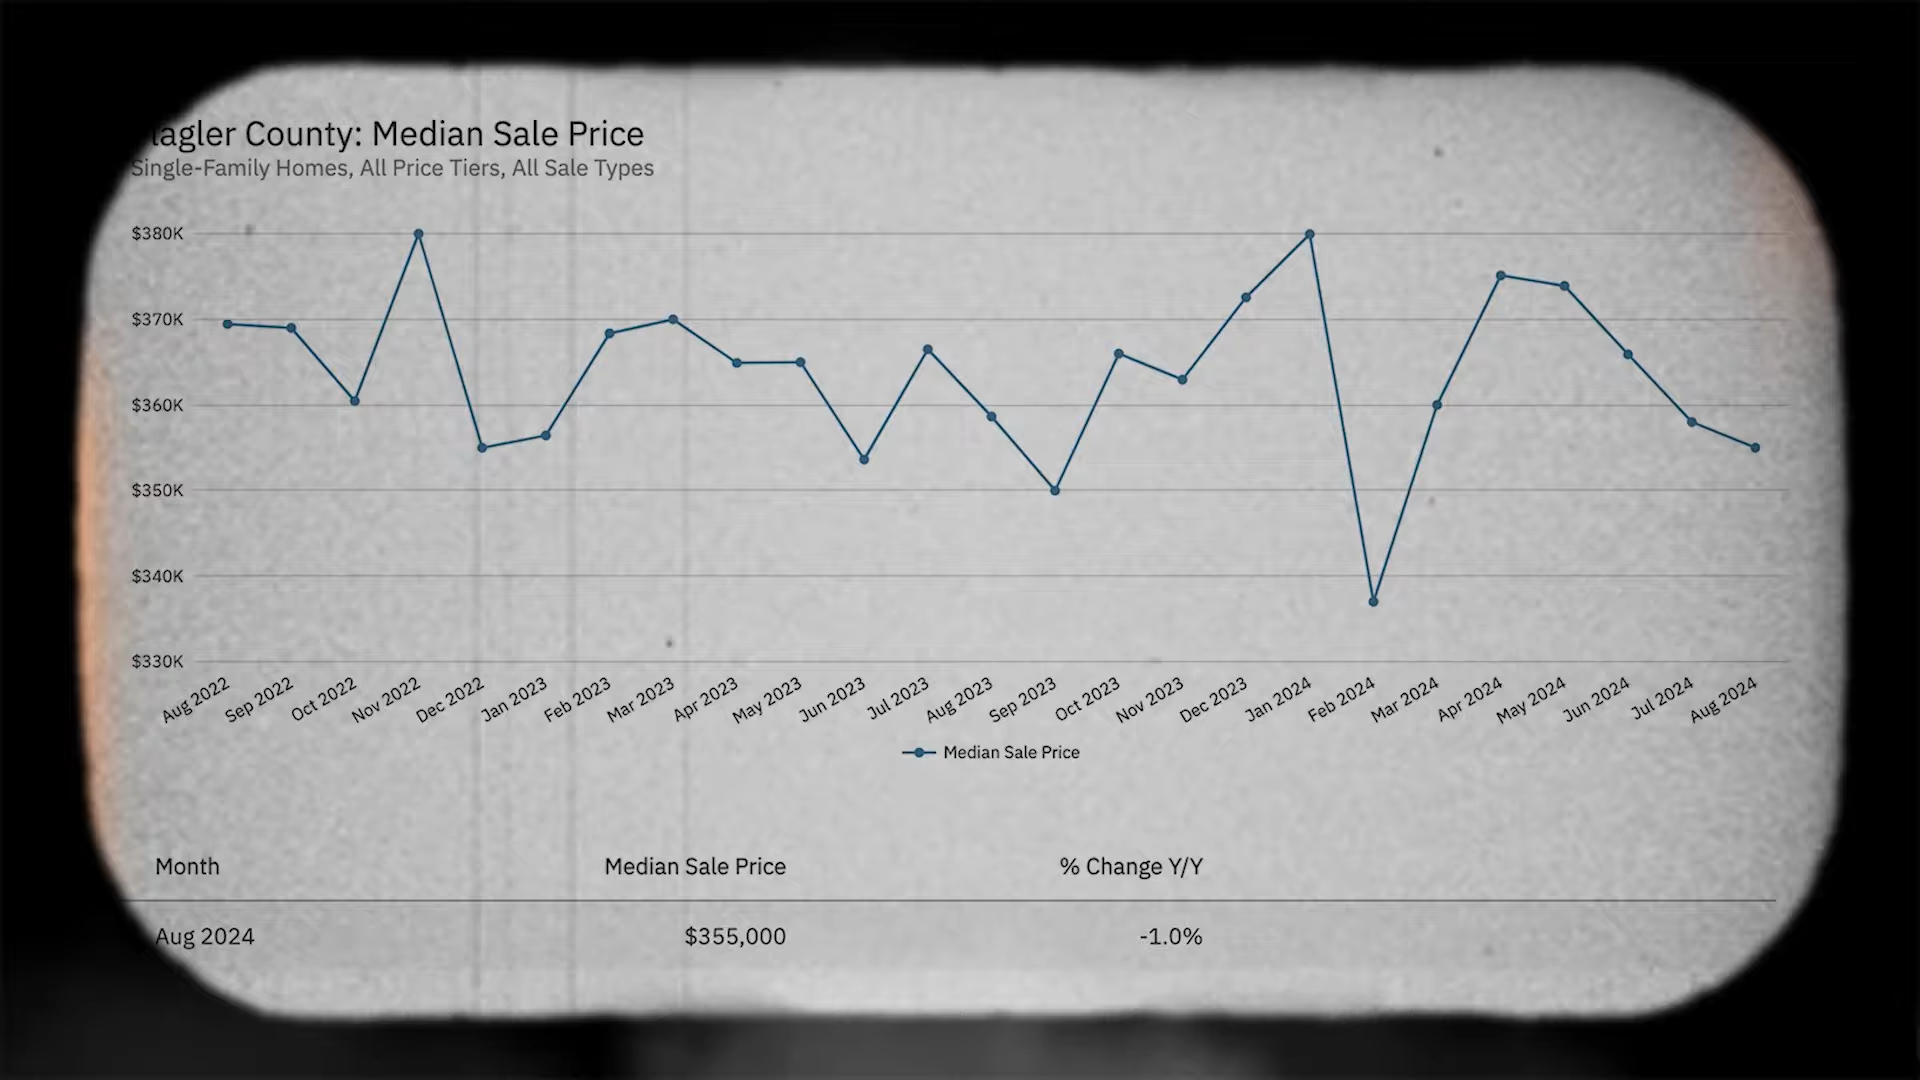 lagler County: Median Sale Price
Single-Family Homes, All Price Tiers, All Sale Types
$380K
$370K
$360K
$350K
$340K
$330K
Aug 2022 Sep 2022 Oct 2022 Nov 2022 Dec 2022 Jan 2023 Feb 2023 Mar 2023 Apr 2023 May 2023 Jun 2023 Jul 2023 Aug 2023 Sep 2023 Oct 2023 Nov 2023 Dec 2023 Jan 2024 Feb 2024 Mar 2024 Apr 2024 May 2024 Jun 2024 Jul 2024 Aug 2024
Median Sale Price
Month Median Sale Price % Change Y/Y
Aug 2024 $355,000 -1.0%